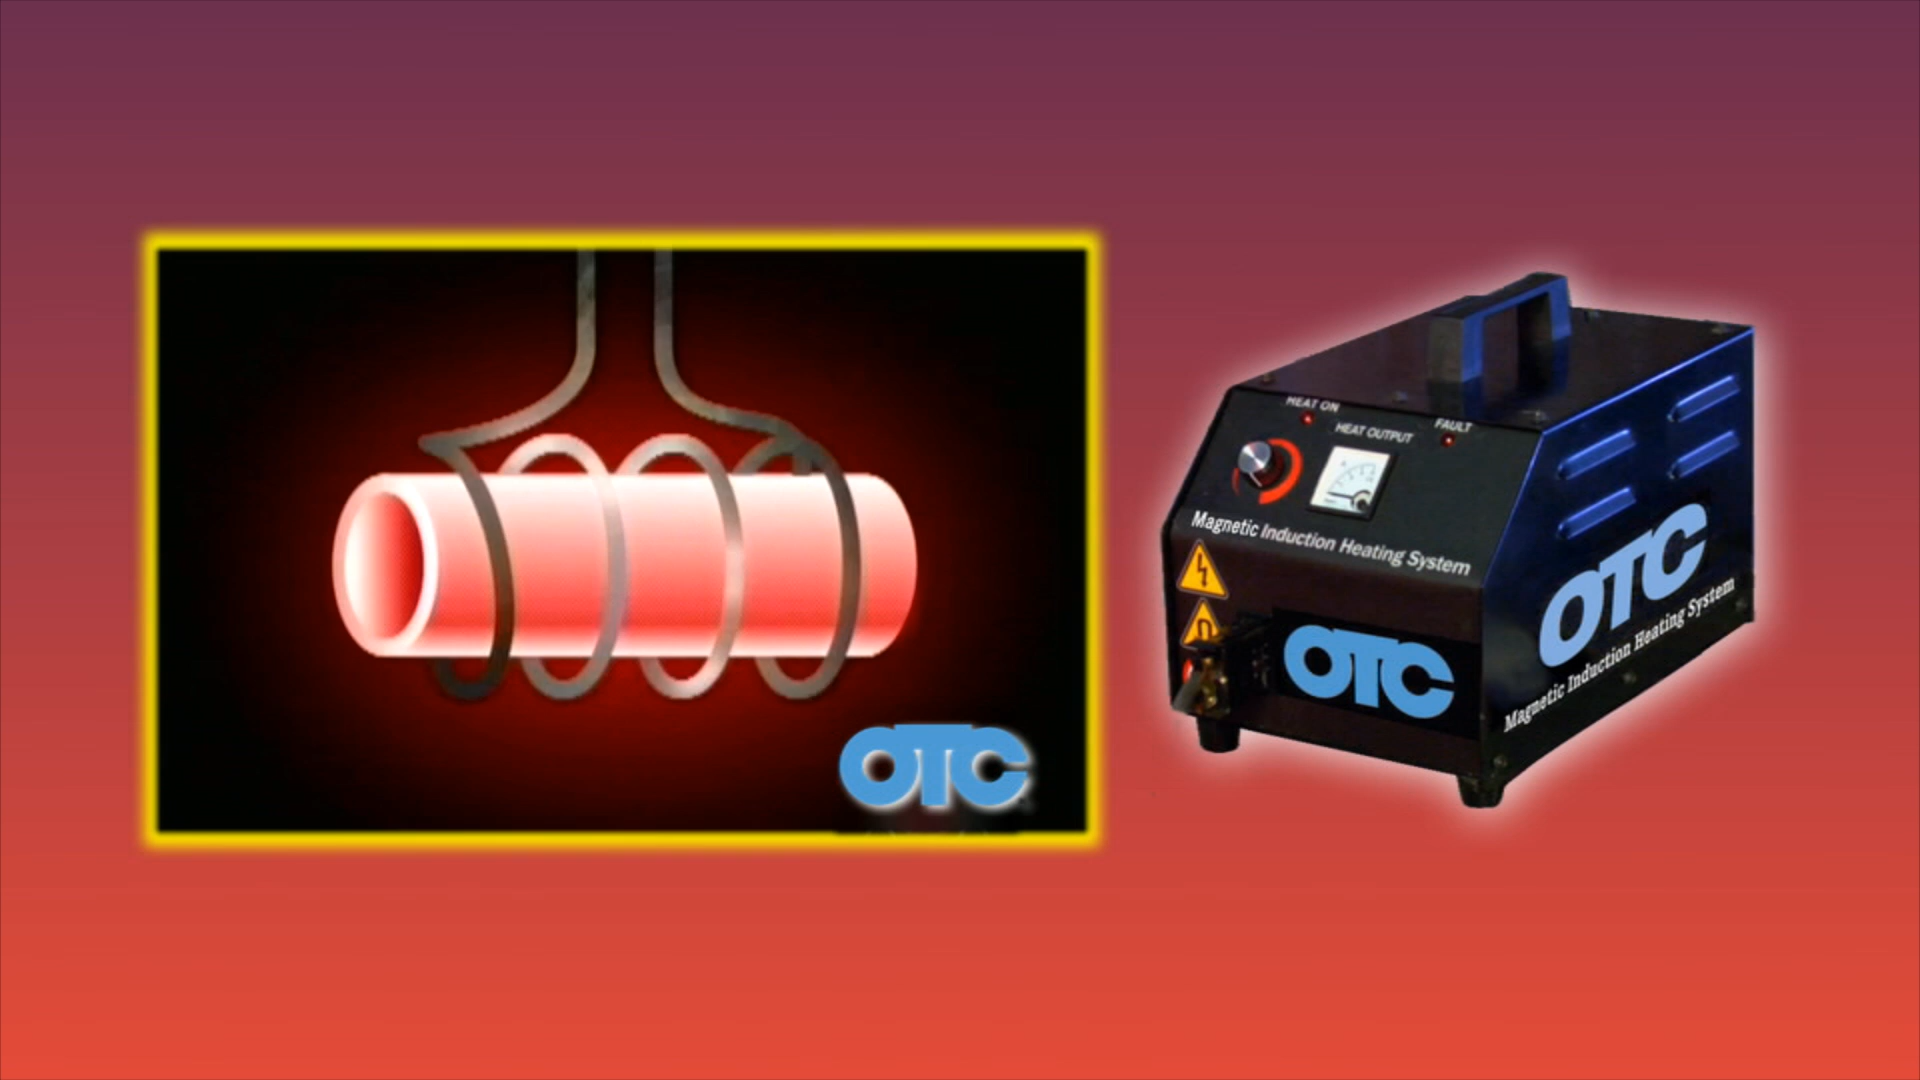 OTC
HEAT ON
HEAT OUTPUT
FAULT
Magnetic Induction Heating System
OTC
OTC
Magnetic Induction Heating System